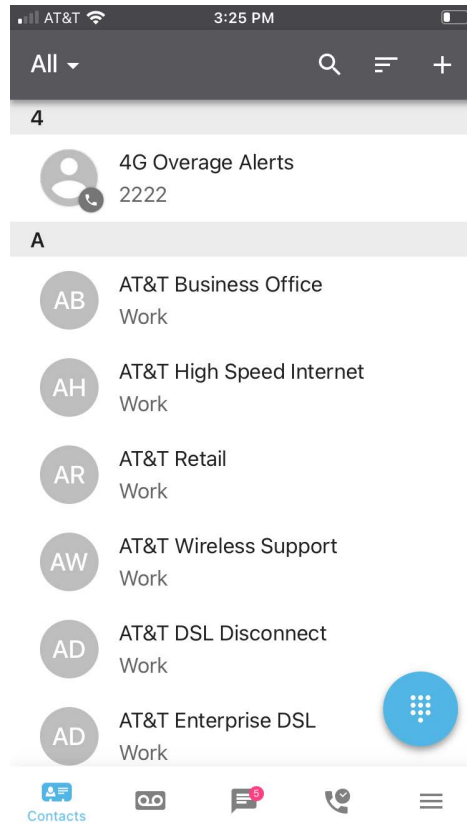 AT&T 3:25 PM
All
4
4G Overage Alerts
2222
A
AB AT&T Business Office
Work
AH AT&T High Speed Internet
Work
AR AT&T Retail
Work
AW AT&T Wireless Support
Work
AD AT&T DSL Disconnect
Work
AD AT&T Enterprise DSL
Work
5
Contacts